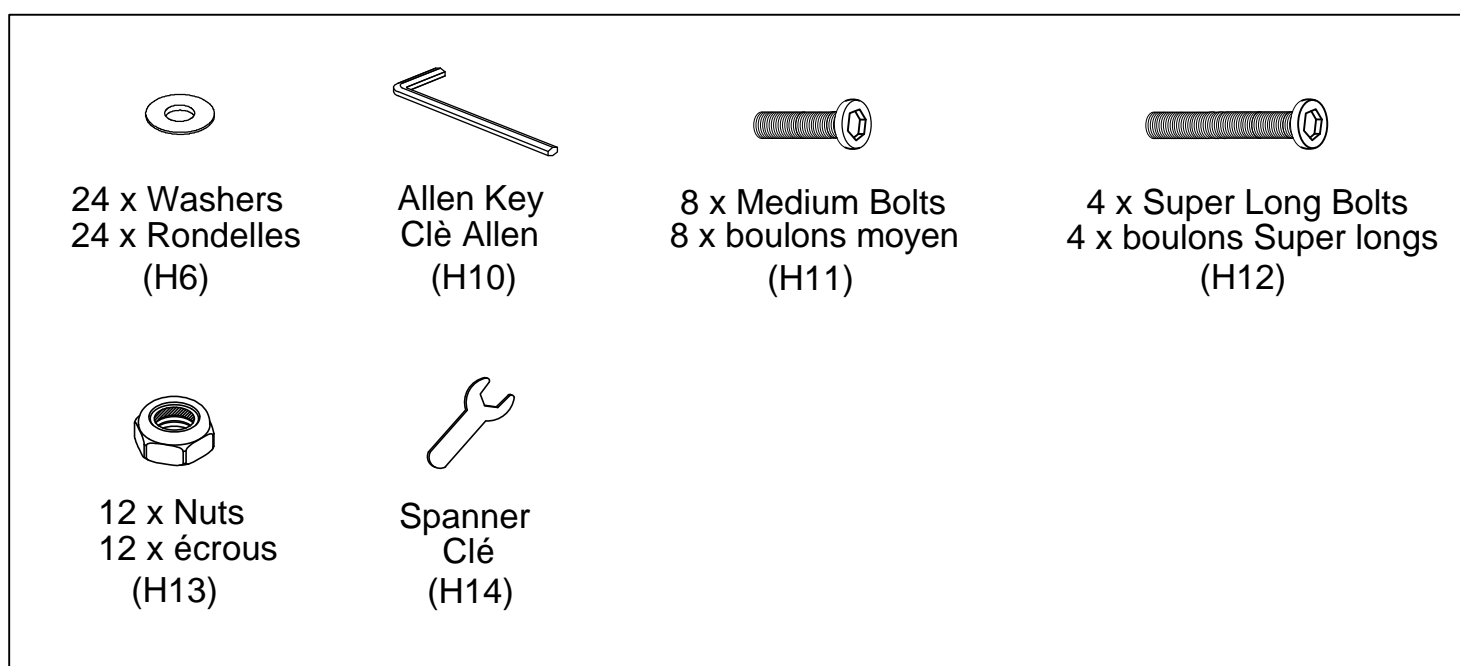 24 x Washers
24 x Rondelles
(H6)
Allen Key
Clè Allen
(H10)
8 x Medium Bolts
8 x boulons moyen
(H11)
4 x Super Long Bolts
4 x boulons Super longs
(H12)
12 x Nuts
12 x écrous
(H13)
Spanner
Clé
(H14)